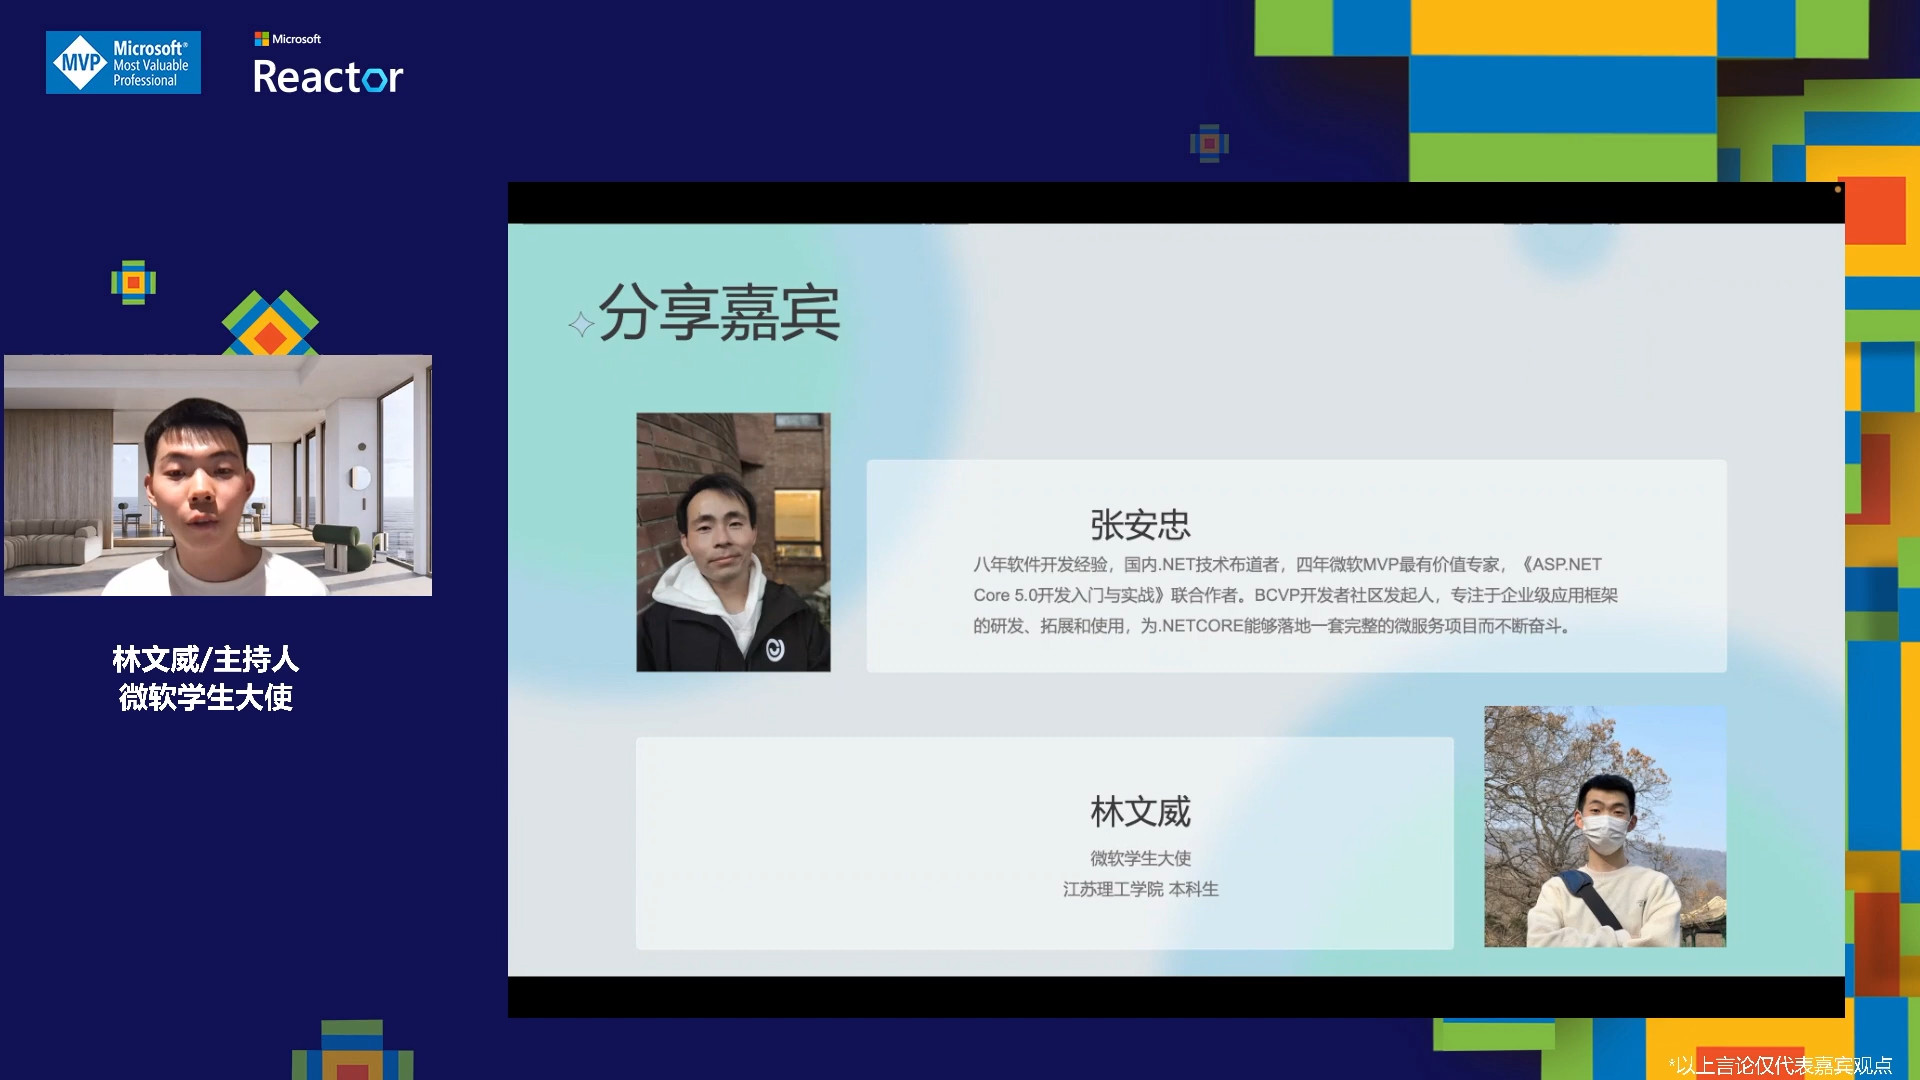 MVP
Microsoft®
Most Valuable
Professional
Microsoft
Reactor
分享嘉宾
张安忠
八年软件开发经验，国内.NET技术布道者，四年微软MVP最有价值专家，《ASP.NET
Core 5.0开发入门与实战》联合作者。BCVP开发者社区发起人，专注于企业级应用框架
的研发、拓展和使用，为.NETCORE能够落地一套完整的微服务项目而不断奋斗。
林文威/主持人
微软学生大使
林文威
微软学生大使
江苏理工学院 本科生
*以上言论仅代表嘉宾观点